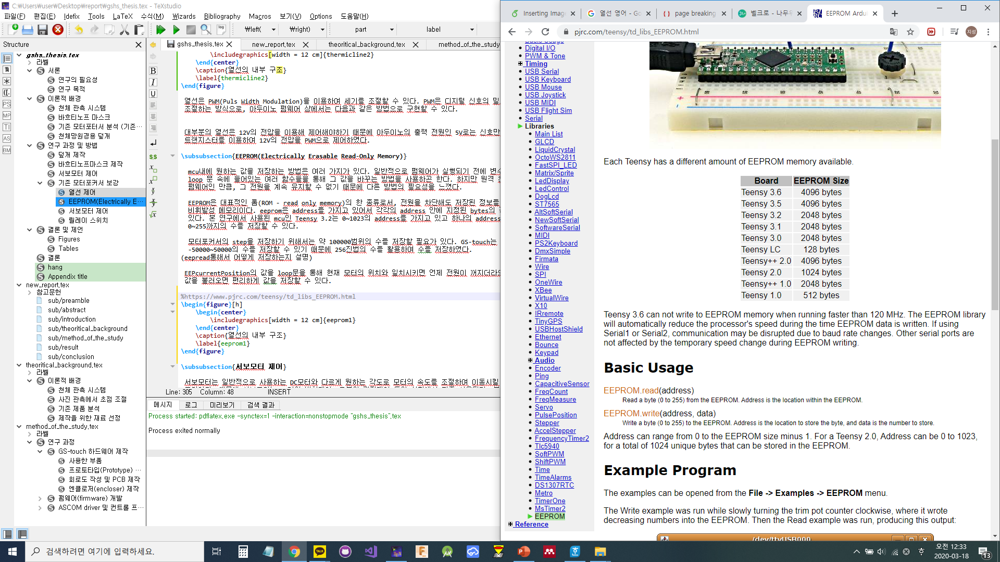 C:₩Users₩user₩Desktop₩report₩gshs_thesis.tex - TeXstudio
파일(F) 편집(E) Idefix Tools LaTeX 수식(M) Wizards Bibliography Macros 보기(V) Options 도움말(H)
₩left( ₩right) part label
Structure
gshs_thesis.tex
라벨
서론
연구의 필요성
연구 목적
이론적 배경
천체 관측 시스템
바흐티노프 마스크
기존 모터포터서 분석 (기존···
천체망원경용 덮개
연구 과정 및 방법
덮개 제작
바흐티노프마스크 제작
서보모터 제어
기존 모터포커서 보강
열선 제어
EEPROM(Electrically E···
서보모터 제어
릴레이 스위치
결론 및 제언
Figures
Tables
결론
hang
Appendix title
new_report.tex
참고문헌
sub/preamble
sub/abstract
sub/introduction
sub/theoritical_background
sub/method_of_the_study
sub/result
sub/conclusion
theoritical_background.tex
라벨
이론적 배경
천체 관측 시스템
사진 관측에서 초점 조절
기존 제품 분석
제작을 위한 재료 선정
method_of_the_study.tex
라벨
연구 과정
GS-touch 하드웨어 제작
사용한 부품
프로토타입(Prototype) ···
회로도 작성 및 PCB 제작
엔클로저(encloser) 제작
펌웨어(firmware) 개발
ASCOM driver 및 컨트롤 프···
gshs_thesis.tex new_report.tex theoritical_background.tex method_of_the_study
\includegraphics[width = 12 cm]{thermicline2}
\end{center}
\caption{열선의 내부 구조}
\label{thermicline2}
\end{figure}
열선은 PWM(Puls Width Modulation)을 이용하여 세기를 조절할 수 있다. PWM은 디지털 신호의 밀
조절하는 방식으로, 아두이노 펌웨어 상에서는 다음과 같은 방법으로 구현할 수 있다.
대부분의 열선은 12V의 전압을 이용해 제어해야하기 때문에 아두이노의 출력 전원인 5V로는 신호만
트랜지스터를 이용하여 12V의 전압을 PWM으로 제어하였다.
\subsubsection{EEPROM(Electrically Erasable Read-Only Memory)}
mcu내에 원하는 값을 저장하는 방법은 여러 가지가 있다. 일반적으로 펌웨어가 실행되기 전에 변수
loop 문 속에 들어있는 여러 함수들을 통해 그 값을 바꾸는 방법을 사용하곤 한다. 하지만 원격 천
펌웨어인 만큼, 그 전원을 계속 유지할 수 없기 때문에 다른 방법의 필요성을 느꼈다.
EEPROM은 대표적인 롬(ROM - read only memory)의 한 종류로서, 전원을 차단해도 저장된 정보를
비휘발성 메모리이다. eeprom은 address를 가지고 있어서 각각의 address 안에 지정된 bytes의
있다. 본 연구에서 사용된 mcu인 Teensy 3.2는 0~1023의 address를 가지고 있고 하나의 address
0~255까지의 수를 저장할 수 있다.
모터포커서의 step을 저장하기 위해서는 약 100000범위의 수를 저장할 필요가 있다. GS-touch는
-50000~50000의 수를 저장할 수 있기 때문에 256진법의 수를 활용하여 수를 저장하였다.
(eepread통해서 어떻게 저장하는지 설명)
EEPcurrentPosition의 값을 loop문을 통해 현재 모터의 위치와 일치시키면 언제 전원이 꺼지더라도
값을 불러오면 편리하게 값을 저장할 수 있다.
%https://www.pjrc.com/teensy/td_libs_EEPROM.html
\begin{figure}[h]
\begin{center}
\includegraphics[width = 12 cm]{eeprom1}
\end{center}
\caption{열선의 내부 구조}
\label{eeprom1}
\end{figure}
\subsubsection{서보모터 제어}
서보모터는 일반적으로 사용하는 DC모터와 다르게 원하는 각도로 모터의 속도를 조절하며 이동시킬
Line: 305 Column: 48 INSERT
메시지 로그 미리보기 검색 결과
Process started: pdflatex.exe -synctex=1 -interaction=nonstopmode "gshs_thesis".tex
Process exited normally
Inserting Imag 열선 영어 - Go page breaking 벨크로 - 나무위 EEPROM Ardui
pjrc.com/teensy/td_libs_EEPROM.html
Basic Usage
Digital I/O
PWM & Tone
Timing
USB Serial
USB Keyboard
USB Mouse
USB Joystick
USB MIDI
USB Flight Sim
Serial
Libraries
Main List
GLCD
LiquidCrystal
OctoWS2811
FastSPI_LED
Matrix/Sprite
LedDisplay
LedControl
DogLcd
ST7565
AltSoftSerial
NewSoftSerial
SoftwareSerial
MIDI
PS2Keyboard
DmxSimple
Firmata
Wire
SPI
OneWire
XBee
VirtualWire
X10
IRremote
TinyGPS
USBHostShield
Ethernet
Bounce
Keypad
Audio
Encoder
Ping
CapacitiveSensor
FreqCount
FreqMeasure
Servo
PulsePosition
Stepper
AccelStepper
FrequencyTimer2
Tlc5940
SoftPWM
ShiftPWM
Time
TimeAlarms
DS1307RTC
Metro
TimerOne
MsTimer2
EEPROM
Reference
Each Teensy has a different amount of EEPROM memory available.
Board EEPROM Size
Teensy 3.6 4096 bytes
Teensy 3.5 4096 bytes
Teensy 3.2 2048 bytes
Teensy 3.1 2048 bytes
Teensy 3.0 2048 bytes
Teensy LC 128 bytes
Teensy++ 2.0 4096 bytes
Teensy 2.0 1024 bytes
Teensy++ 1.0 2048 bytes
Teensy 1.0 512 bytes
Teensy 3.6 can not write to EEPROM memory when running faster than 120 MHz. The EEPROM library
will automatically reduce the processor's speed during the time EEPROM data is written. If using
Serial1 or Serial2, communication may be disrupted due to baud rate changes. Other serial ports are
not affected by the temporary speed change during EEPROM writing.
Basic Usage
EEPROM.read(address)
Read a byte (0 to 255) from the EEPROM. Address is the location within the EEPROM.
EEPROM.write(address, data)
Write a byte (0 to 255) to the EEPROM. Address is the location to store the byte, and data is the number to store.
Address can range from 0 to the EEPROM size minus 1. For a Teensy 2.0, Address can be 0 to 1023,
for a total of 1024 unique bytes that can be stored in the EEPROM.
Example Program
The examples can be opened from the File -> Examples -> EEPROM menu.
The Write example was run while slowly turning the trim pot counter clockwise, where it wrote
decreasing numbers into the EEPROM. Then the Read example was run, producing this output:
/dev/ttyUSB000
검색하려면 여기에 입력하세요.
오전 12:33
2020-03-18
13